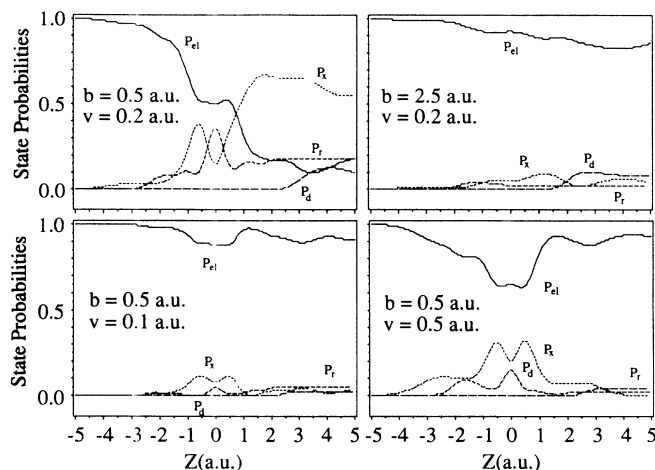 State Probabilities
1.0
0.5
0.0
P_el
P_x
b = 0.5 a.u.
v = 0.2 a.u.
P_r
P_d
P_el
b = 2.5 a.u.
v = 0.2 a.u.
P_x
P_d
P_r
State Probabilities
1.0
0.5
0.0
P_el
b = 0.5 a.u.
v = 0.1 a.u.
P_x
P_r
P_d
P_el
b = 0.5 a.u.
v = 0.5 a.u.
P_x
P_d
P_r
-5 -4 -3 -2 -1 0 1 2 3 4 5
-5 -4 -3 -2 -1 0 1 2 3 4 5
Z(a.u.)
Z(a.u.)